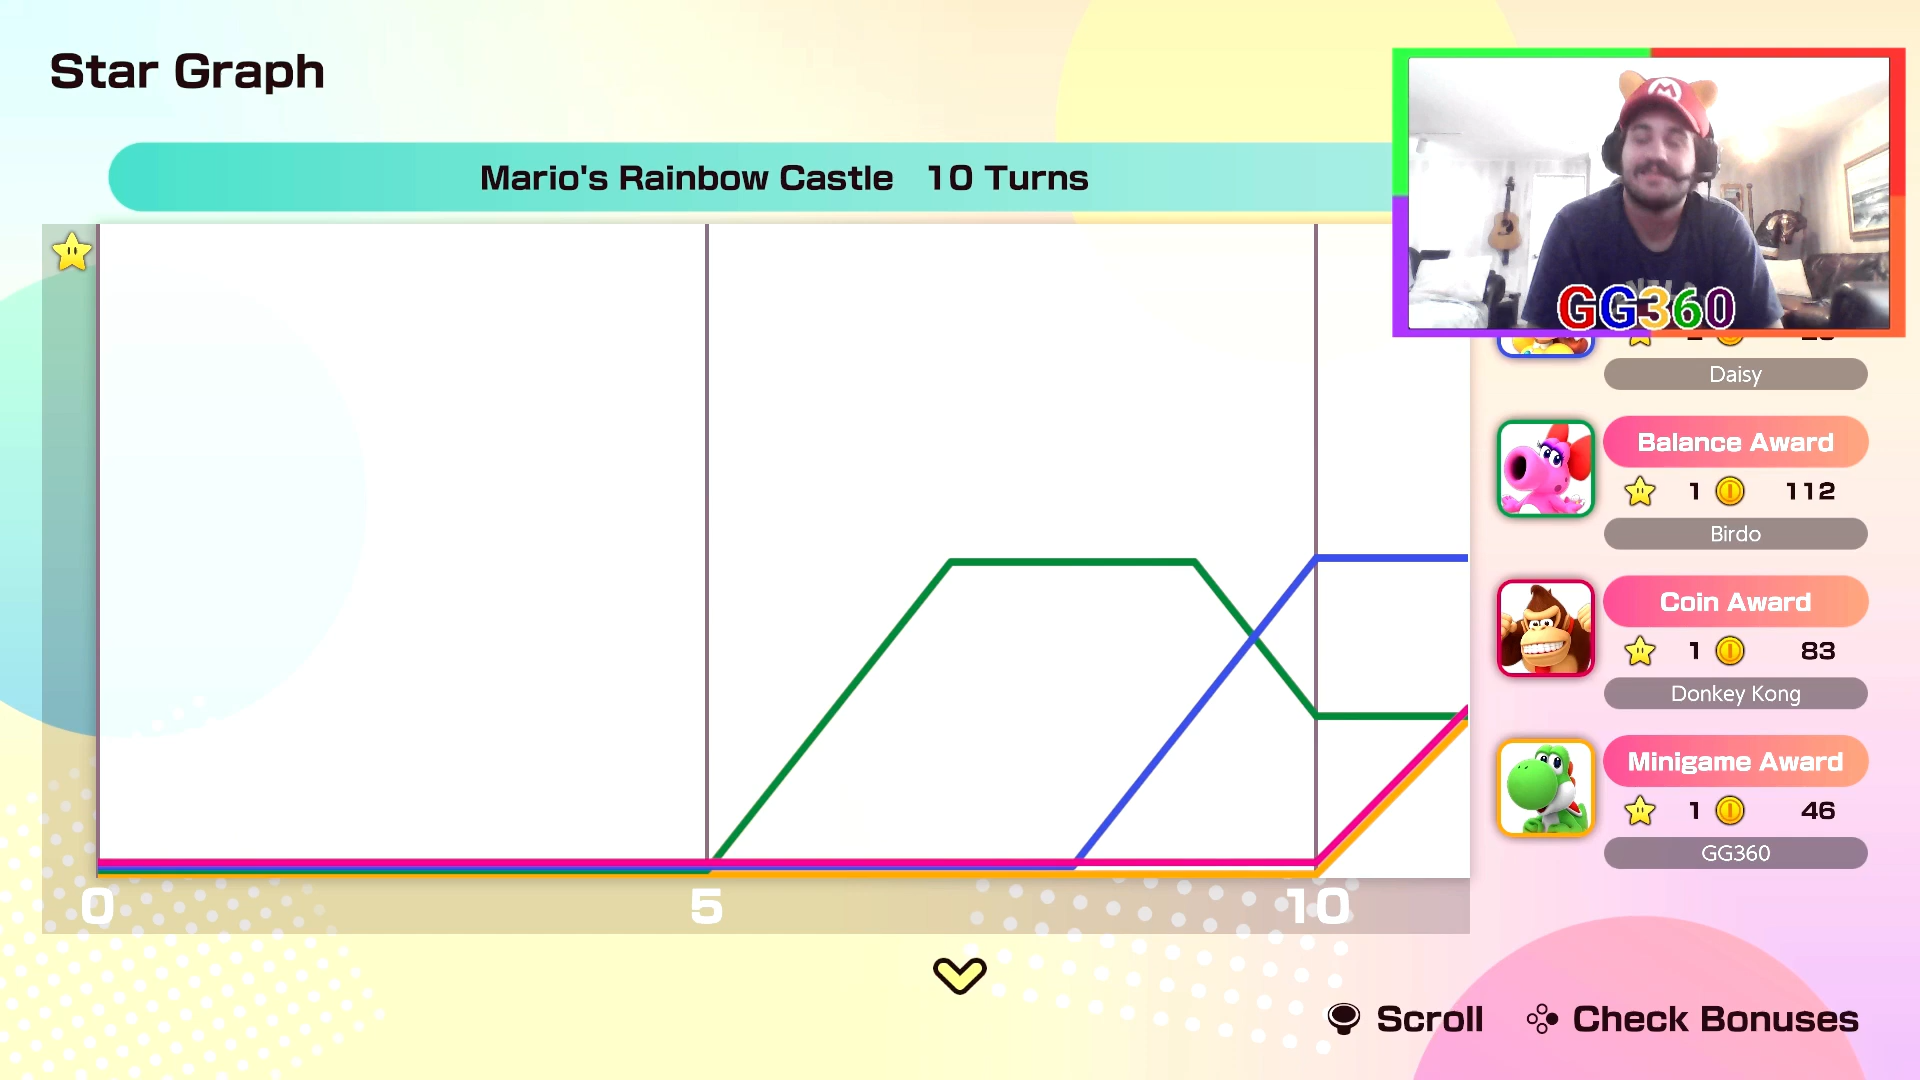 Star Graph
Mario's Rainbow Castle 10 Turns
GG360
Daisy
Balance Award
1 112
Birdo
Coin Award
1 83
Donkey Kong
Minigame Award
1 46
GG360
0 5 10
Scroll Check Bonuses